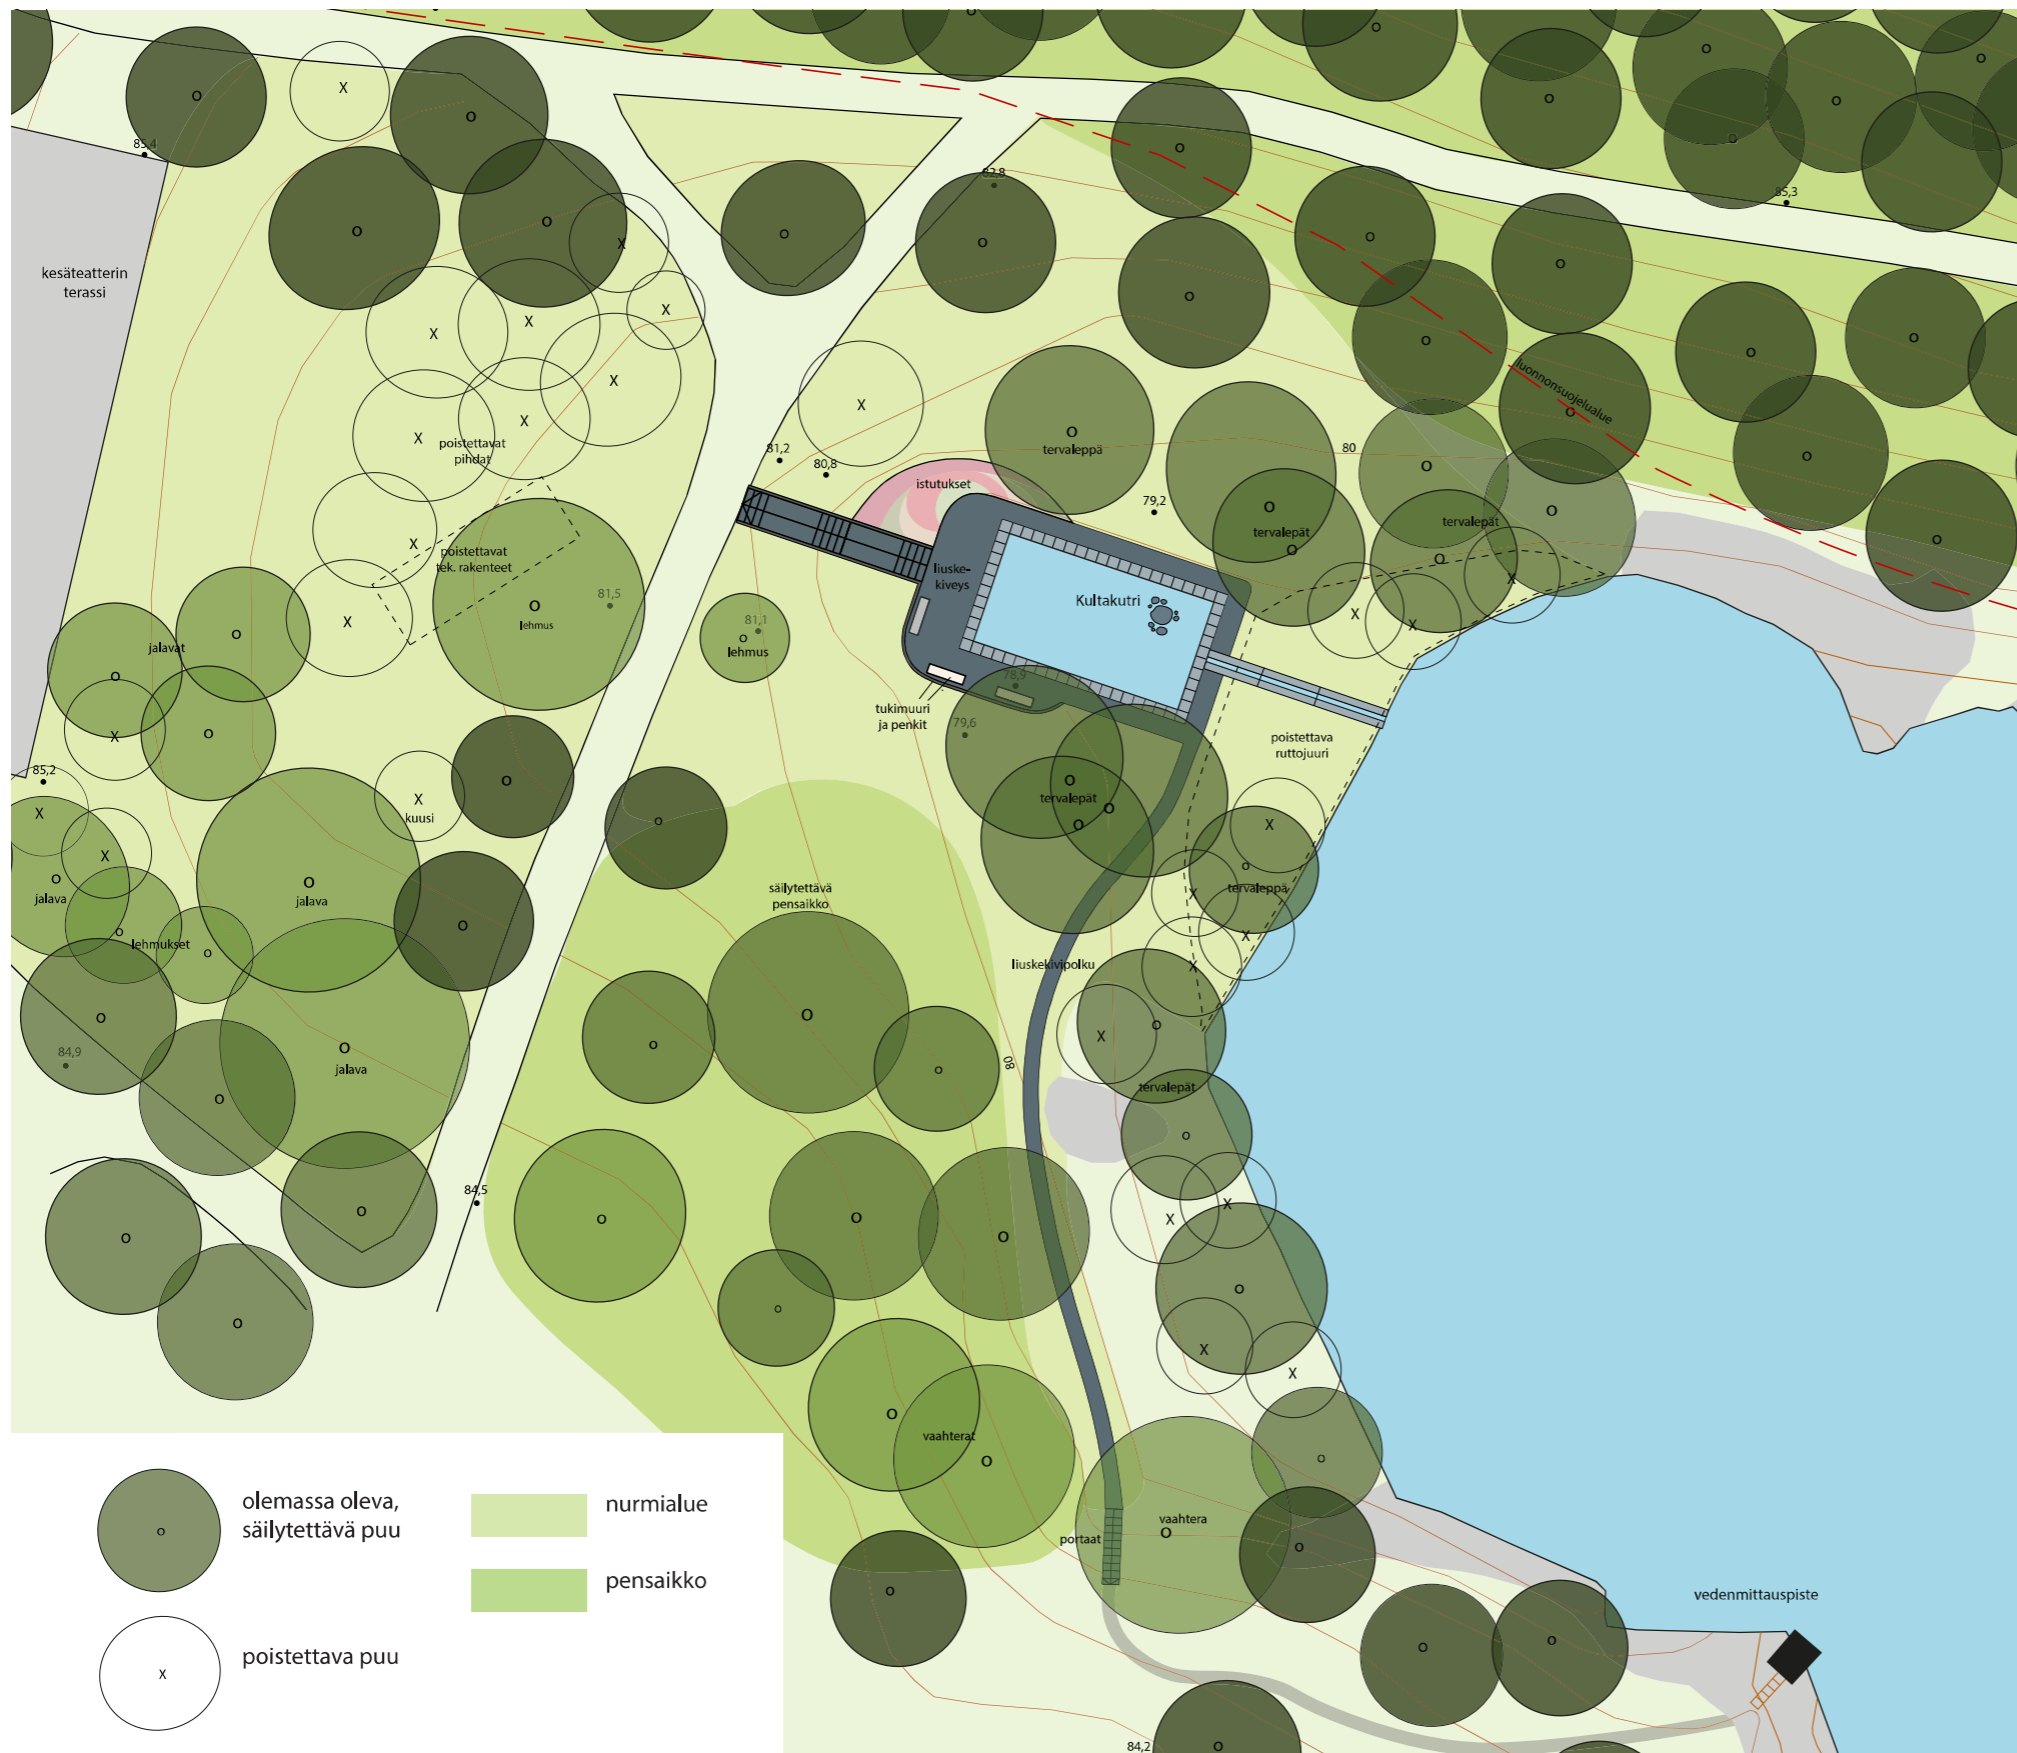 85,4
82,8
85,3
kesäteatterin
terassi
luonnonsuojelualue
poistettavat
pihdat
81,2
80,8
tervaleppä
80
istutukset
79,2
tervalepät
tervalepät
poistettavat
tek. rakenteet
liuske-
kiveys
81,5
lehmus
81,1
lehmus
Kultakutri
jalavat
78,9
tukimuuri
ja penkit
79,6
poistettava
ruttojuuri
85,2
kuusi
tervalepät
jalava
jalava
säilytettävä
pensaikko
tervaleppä
lehmukset
liuskekivipolku
84,9
jalava
80
tervalepät
84,5
vaahterat
vaahtera
portaat
vedenmittauspiste
84,2
olemassa oleva,
säilytettävä puu
nurmialue
pensaikko
poistettava puu